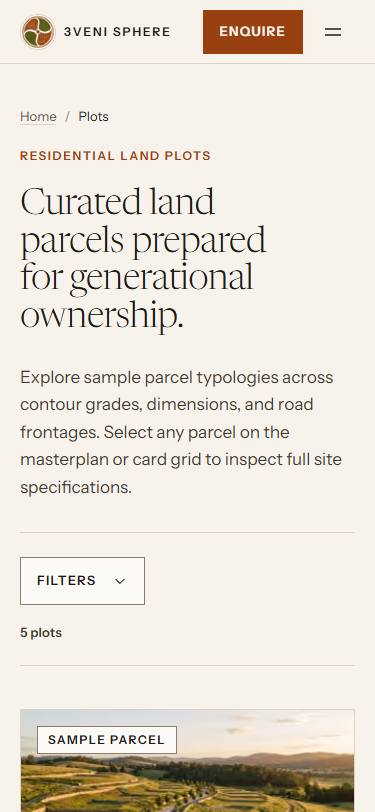 3VENI SPHERE
ENQUIRE
Home / Plots
RESIDENTIAL LAND PLOTS
Curated land
parcels prepared
for generational
ownership.
Explore sample parcel typologies across
contour grades, dimensions, and road
frontages. Select any parcel on the
masterplan or card grid to inspect full site
specifications.
FILTERS
5 plots
SAMPLE PARCEL